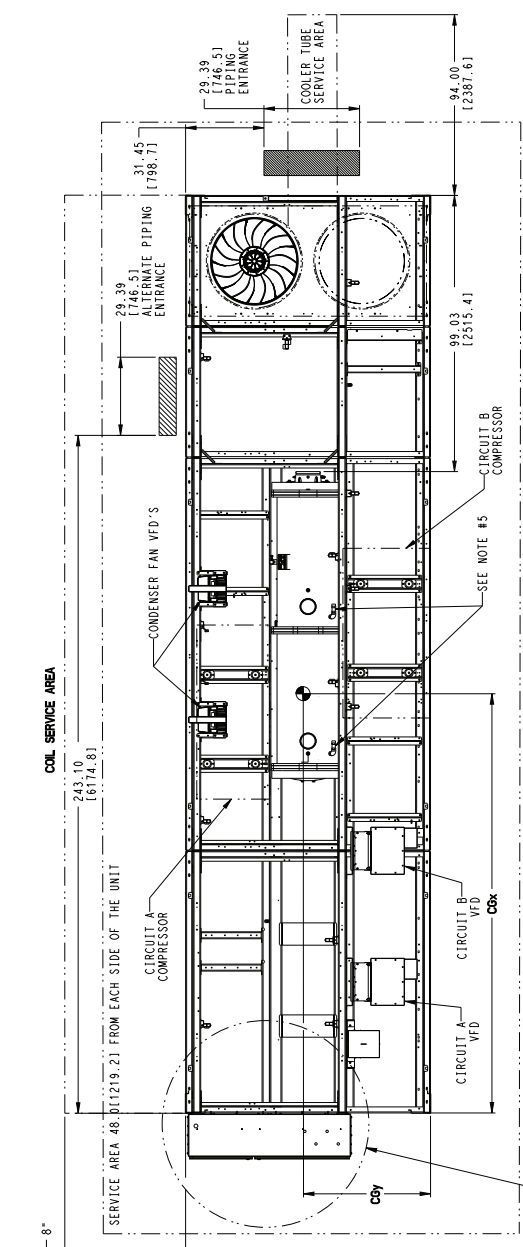 COOLER TUBE
SERVICE AREA
94.00
[2387.6]
29.39
[746.5]
PIPING
ENTRANCE
31.45
[798.7]
29.39
[746.5]
ALTERNATE PIPING
ENTRANCE
99.03
[2515.4]
CIRCUIT B
COMPRESSOR
SEE NOTE #5
CONDENSER FAN VFD'S
COIL SERVICE AREA
243.10
[6174.8]
CIRCUIT A
COMPRESSOR
SERVICE AREA 48.0[1219.2] FROM EACH SIDE OF THE UNIT
CIRCUIT B
VFD
CGx
CIRCUIT A
VFD
CGy
8"